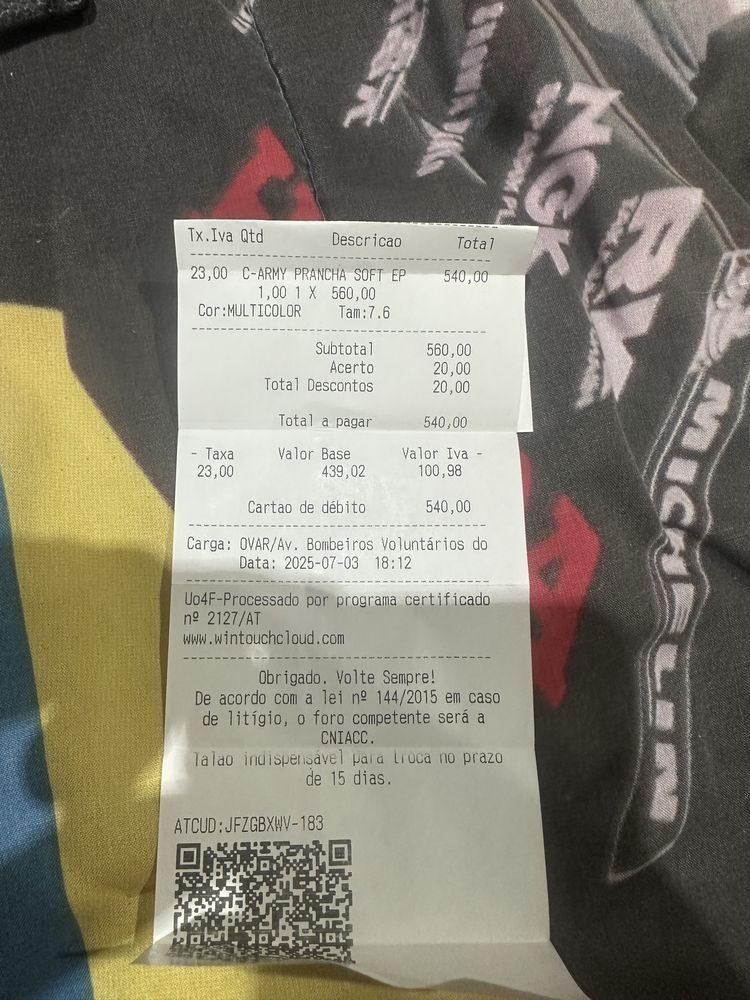 Tx.Iva Qtd Descricao Total
23,00 C-ARMY PRANCHA SOFT EP 540,00
1,00 1 X 560,00
Cor:MULTICOLOR Tam:7.6
Subtotal 560,00
Acerto 20,00
Total Descontos 20,00
Total a pagar 540,00
- Taxa Valor Base Valor Iva -
23,00 439,02 100,98
Cartao de débito 540,00
Carga: OVAR/Av. Bombeiros Voluntários do
Data: 2025-07-03 18:12
Uo4F-Processado por programa certificado
nº 2127/AT
www.wintouchcloud.com
Obrigado. Volte Sempre!
De acordo com a lei nº 144/2015 em caso
de litígio, o foro competente será a
CNIACC.
Talao indispensável para troca no prazo
de 15 dias.
ATCUD:JFZGBXWV-183
NGK
MICHELIN